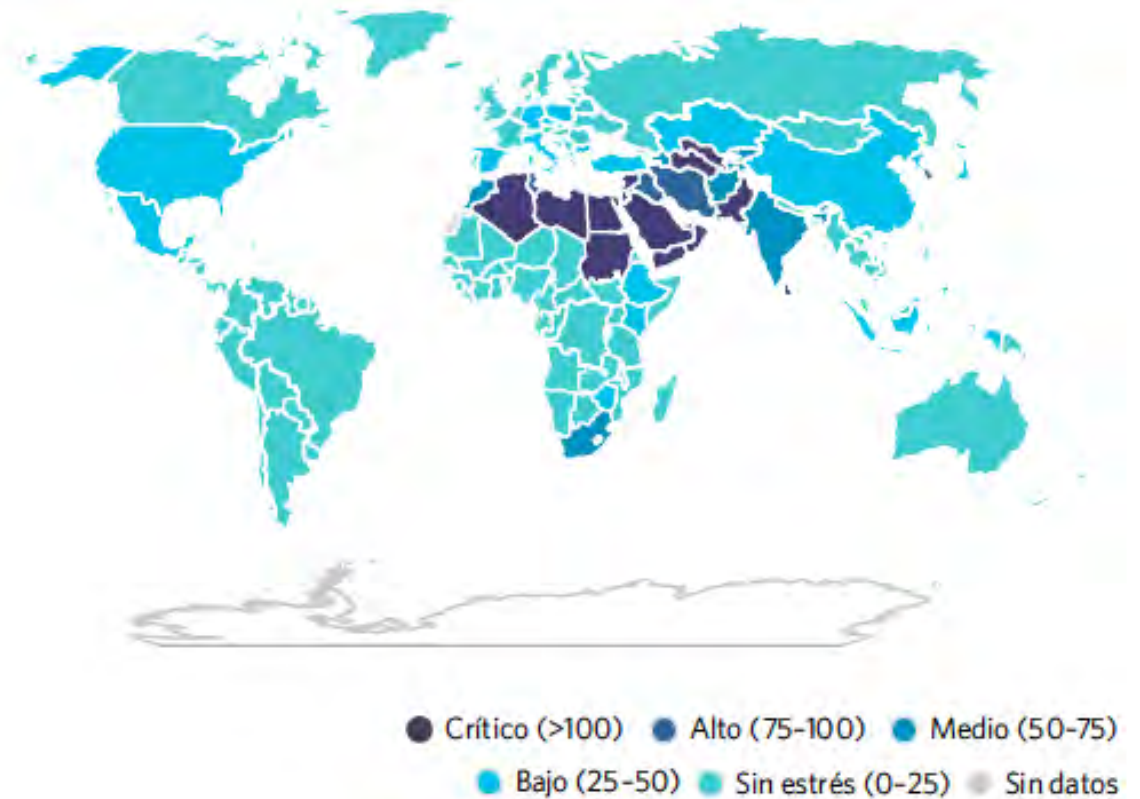 Crítico (>100) Alto (75-100) Medio (50-75)
Bajo (25-50) Sin estrés (0-25) Sin datos